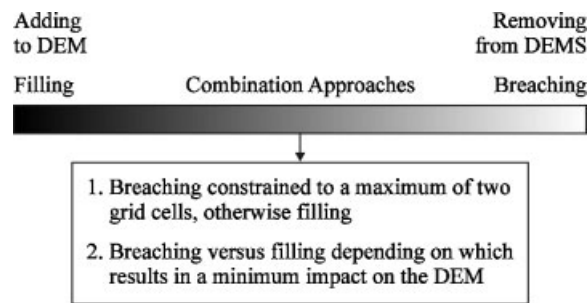 Adding
to DEM
Removing
from DEMS
Filling
Combination Approaches
Breaching
1. Breaching constrained to a maximum of two
grid cells, otherwise filling
2. Breaching versus filling depending on which
results in a minimum impact on the DEM